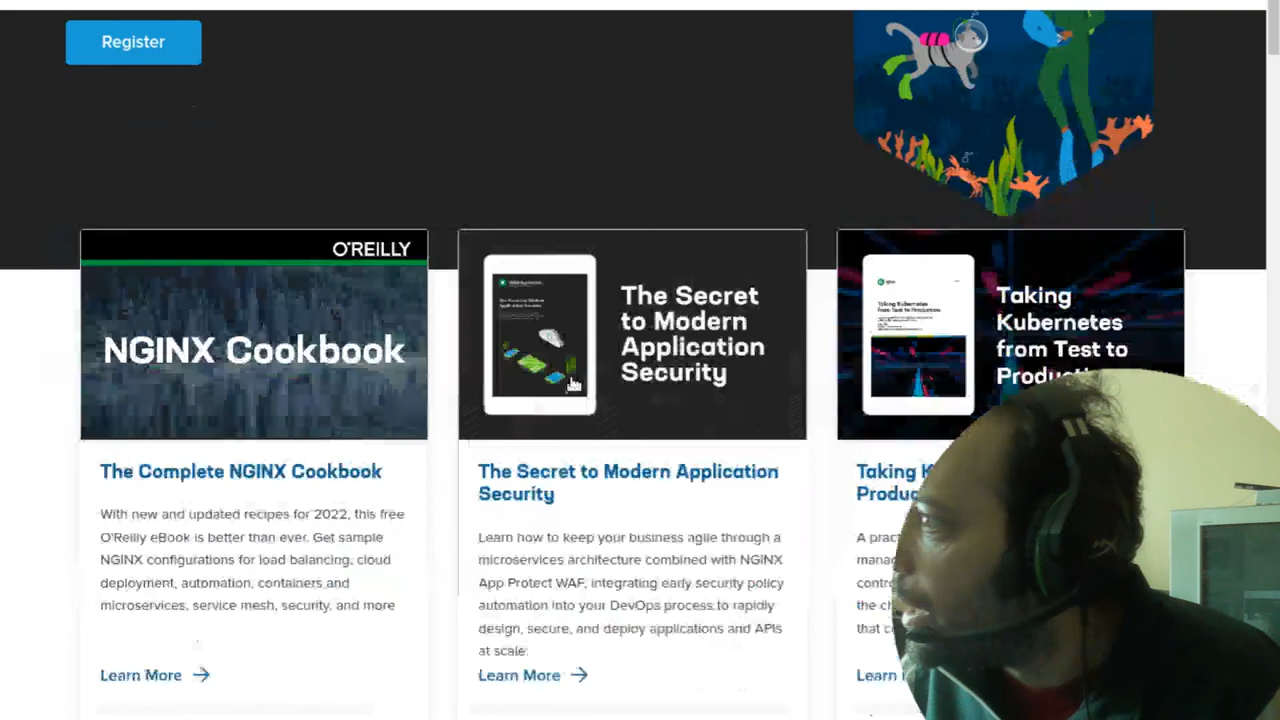 Register
O'REILLY
NGINX Cookbook
The Secret
to Modern
Application
Security
Taking
Kubernetes
from Test to
The Complete NGINX Cookbook
With new and updated recipes for 2022, this free
O'Reilly eBook is better than ever. Get sample
NGINX configurations for load balancing, cloud
deployment, automation, containers and
microservices, service mesh, security, and more
Learn More
The Secret to Modern Application
Security
Learn how to keep your business agile through a
microservices architecture combined with NGINX
App Protect WAF, integrating early security policy
automation into your DevOps process to rapidly
design, secure, and deploy applications and APIs
at scale.
Learn More
Taking
A
the
that
Learn